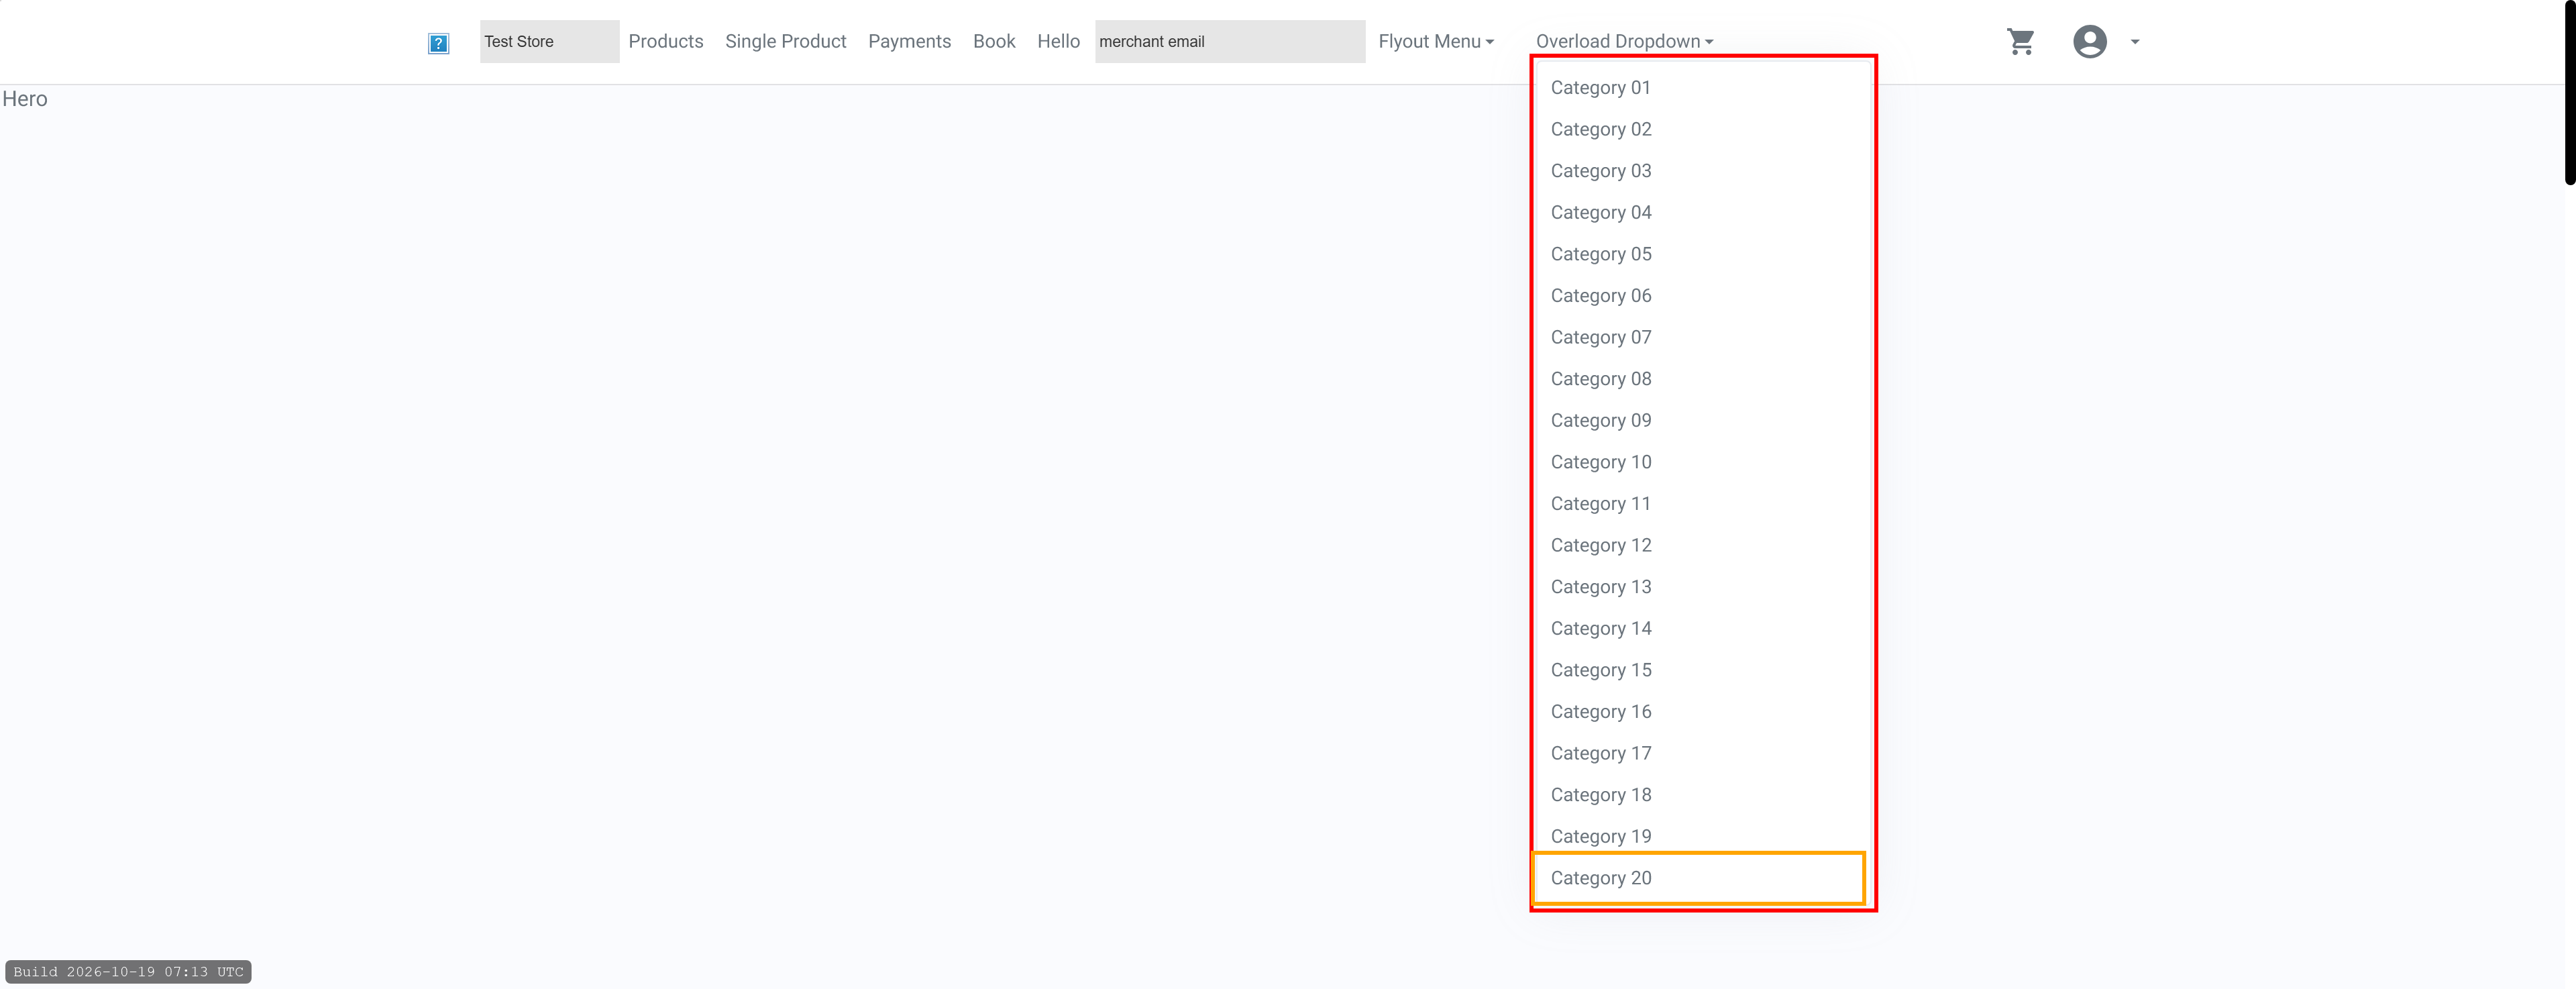 ? Test Store Products Single Product Payments Book Hello merchant email Flyout Menu Overload Dropdown
Hero
Category 01
Category 02
Category 03
Category 04
Category 05
Category 06
Category 07
Category 08
Category 09
Category 10
Category 11
Category 12
Category 13
Category 14
Category 15
Category 16
Category 17
Category 18
Category 19
Category 20
Build 2026-10-19 07:13 UTC